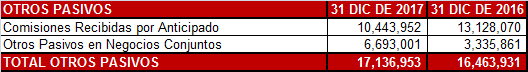 OTROS PASIVOS 31 DIC DE 2017 31 DIC DE 2016
Comisiones Recibidas por Anticipado 10,443,952 13,128,070
Otros Pasivos en Negocios Conjuntos 6,693,001 3,335,861
TOTAL OTROS PASIVOS 17,136,953 16,463,931